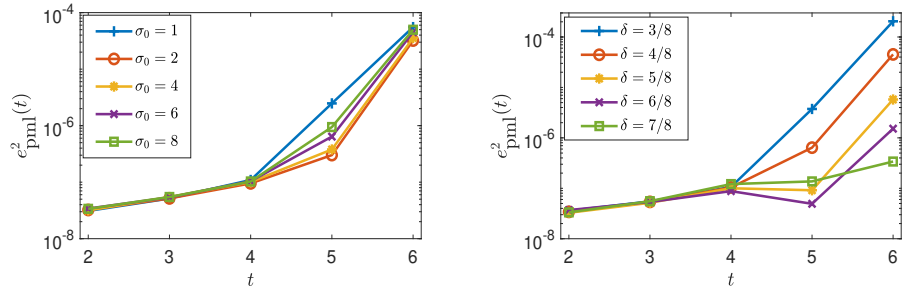 10⁻⁴
10⁻⁶
10⁻⁸
e²pml(t)
2 3 4 5 6
t
σ₀ = 1
σ₀ = 2
σ₀ = 4
σ₀ = 6
σ₀ = 8
10⁻⁴
10⁻⁶
10⁻⁸
e²pml(t)
2 3 4 5 6
t
δ = 3/8
δ = 4/8
δ = 5/8
δ = 6/8
δ = 7/8